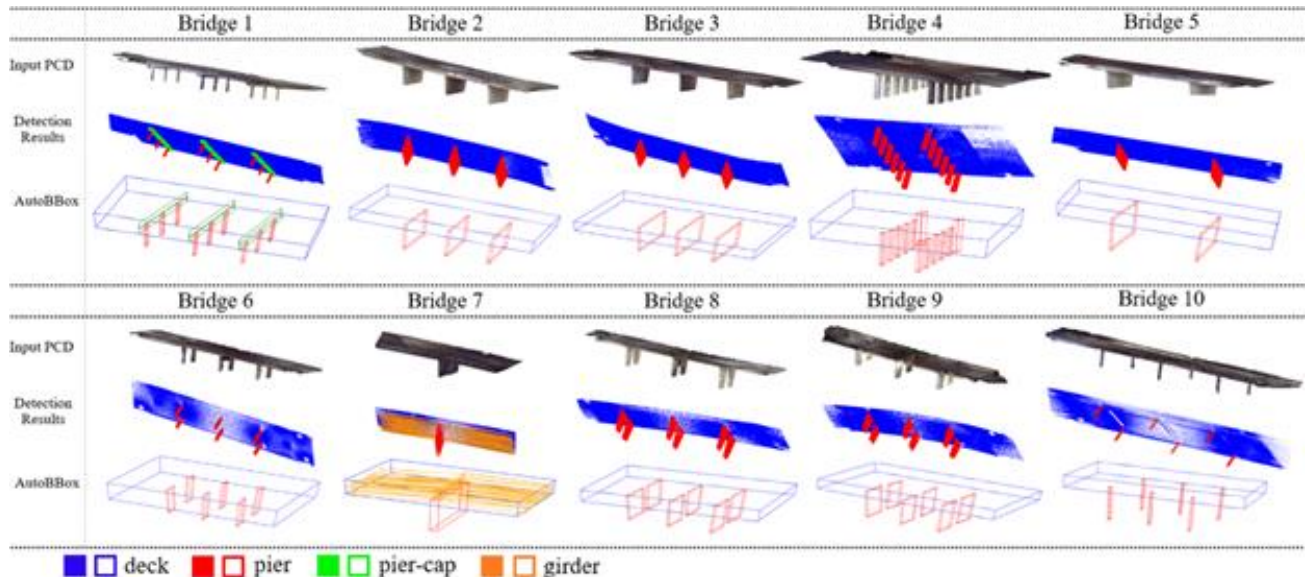 Bridge 1 Bridge 2 Bridge 3 Bridge 4 Bridge 5
Input PCD
Detection
Results
AutoBBox
Bridge 6 Bridge 7 Bridge 8 Bridge 9 Bridge 10
Input PCD
Detection
Results
AutoBBox
deck pier pier-cap girder